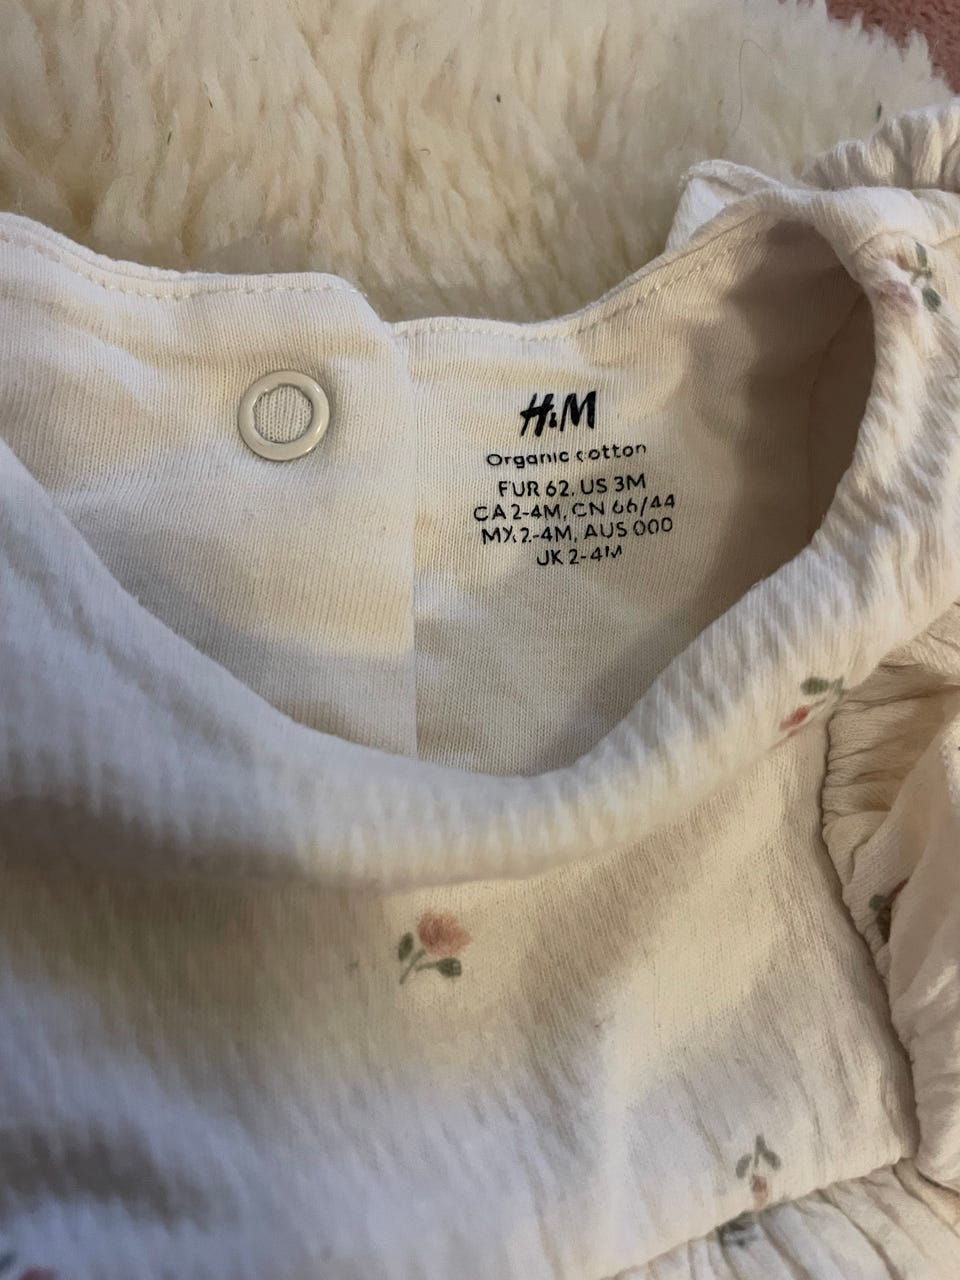 H&M
Organic cotton
EUR 62, US 3M
CA 2-4M, CN 66/44
MX 2-4M, AUS 000
UK 2-4M